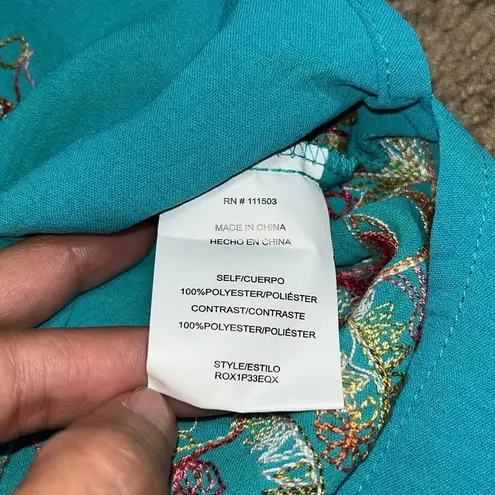 RN # 111503
MADE IN CHINA
HECHO EN CHINA
SELF/CUERPO
100%POLYESTER/POLIÉSTER
CONTRAST/CONTRASTE
100%POLYESTER/POLIÉSTER
STYLE/ESTILO
ROX1P33EQX